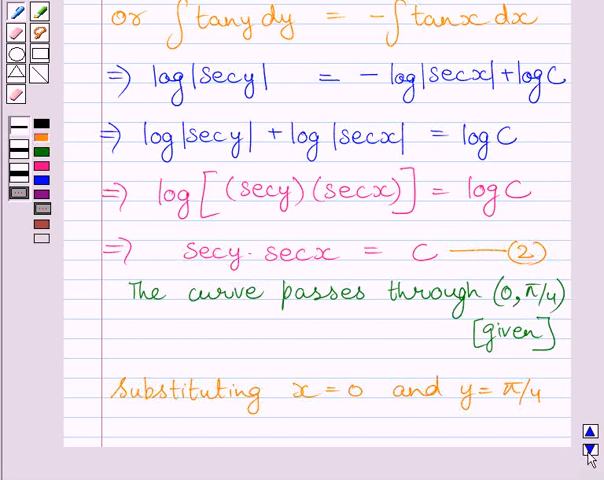 or ∫ tany dy = - ∫ tanx dx
⇒ log|secy| = - log|secx| + logC
⇒ log|secy| + log|secx| = logC
⇒ log[(secy)(secx)] = logC
⇒ secy. secx = C —— (2)
The curve passes through (0, π/4)
[given]
Substituting x = 0 and y = π/4